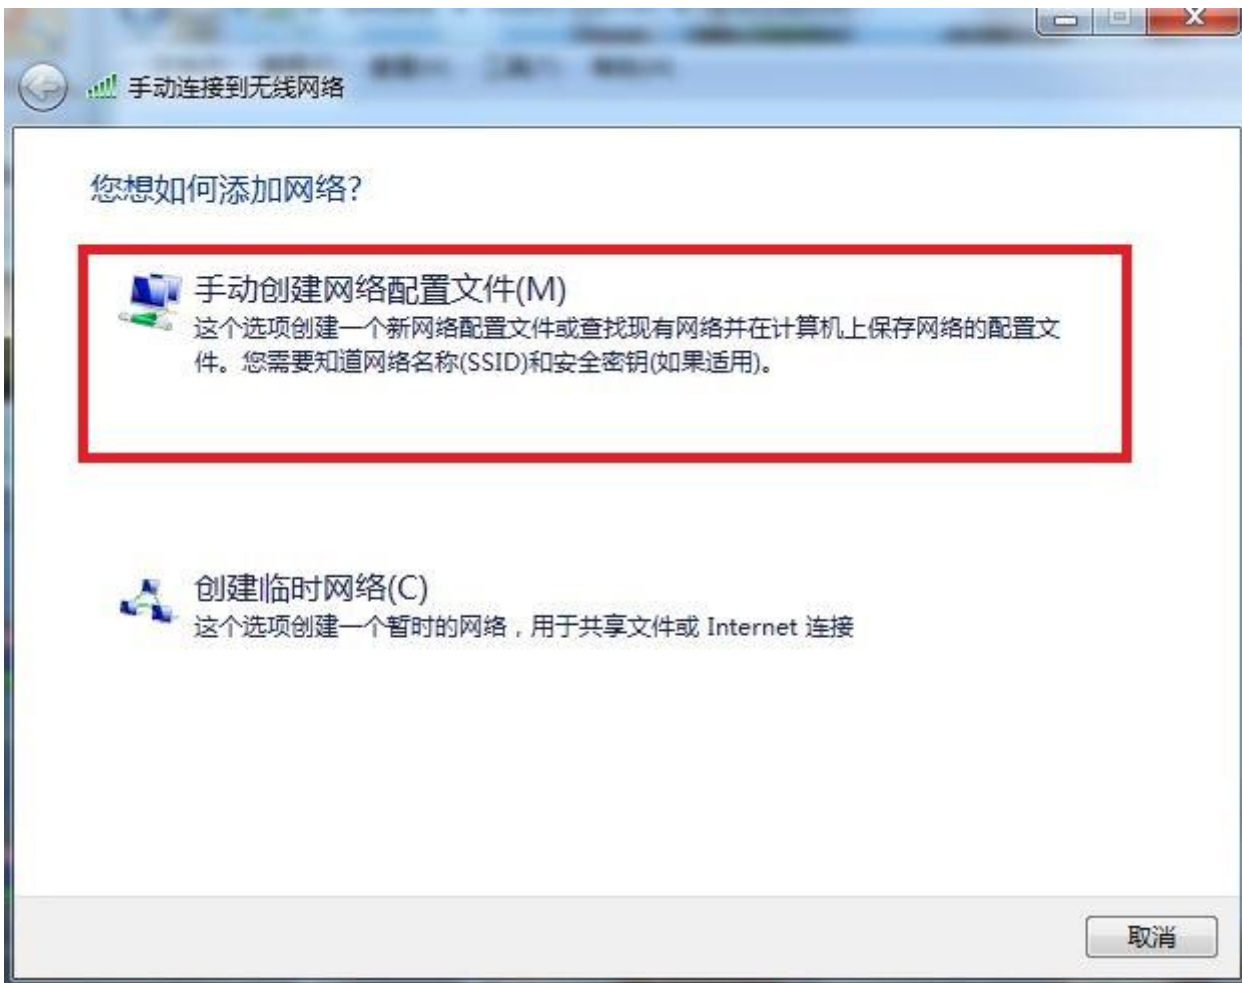 手动连接到无线网络
您想如何添加网络?
手动创建网络配置文件(M)
这个选项创建一个新网络配置文件或查找现有网络并在计算机上保存网络的配置文
件。您需要知道网络名称(SSID)和安全密钥(如果适用)。
创建临时网络(C)
这个选项创建一个暂时的网络，用于共享文件或 Internet 连接
取消